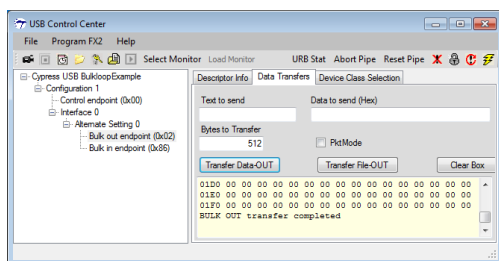 USB Control Center
File Program FX2 Help
Select Monitor Load Monitor URB Stat Abort Pipe Reset Pipe
Cypress USB BulkloopExample
Configuration 1
Control endpoint (0x00)
Interface 0
Alternate Setting 0
Bulk out endpoint (0x02)
Bulk in endpoint (0x86)
Descriptor Info Data Transfers Device Class Selection
Text to send Data to send (Hex)
Bytes to Transfer
512 PktMode
Transfer Data-OUT Transfer File-OUT Clear Box
01D0 00 00 00 00 00 00 00 00 00 00 00 00 00 00 00 00
01E0 00 00 00 00 00 00 00 00 00 00 00 00 00 00 00 00
01F0 00 00 00 00 00 00 00 00 00 00 00 00 00 00 00 00
BULK OUT transfer completed